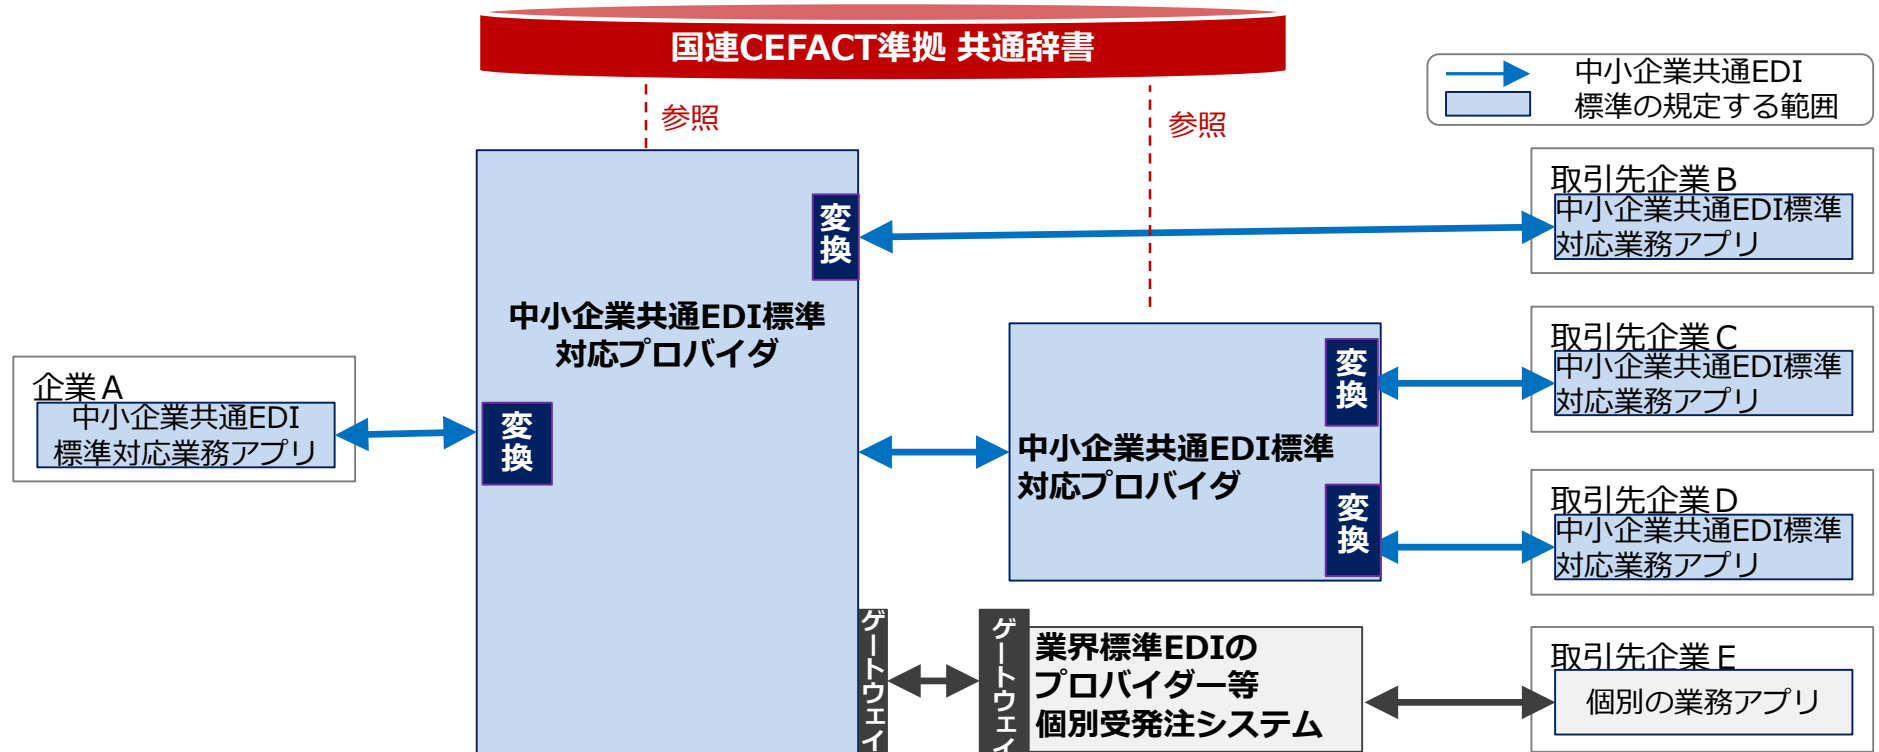 国連CEFACT準拠 共通辞書
中小企業共通EDI
標準の規定する範囲
参照
参照
変換
取引先企業B
中小企業共通EDI標準
対応業務アプリ
中小企業共通EDI標準
対応プロバイダ
企業A
中小企業共通EDI
標準対応業務アプリ
変換
中小企業共通EDI標準
対応プロバイダ
変換
変換
取引先企業C
中小企業共通EDI標準
対応業務アプリ
取引先企業D
中小企業共通EDI標準
対応業務アプリ
ゲートウェイ
ゲートウェイ
業界標準EDIの
プロバイダー等
個別受発注システム
取引先企業E
個別の業務アプリ